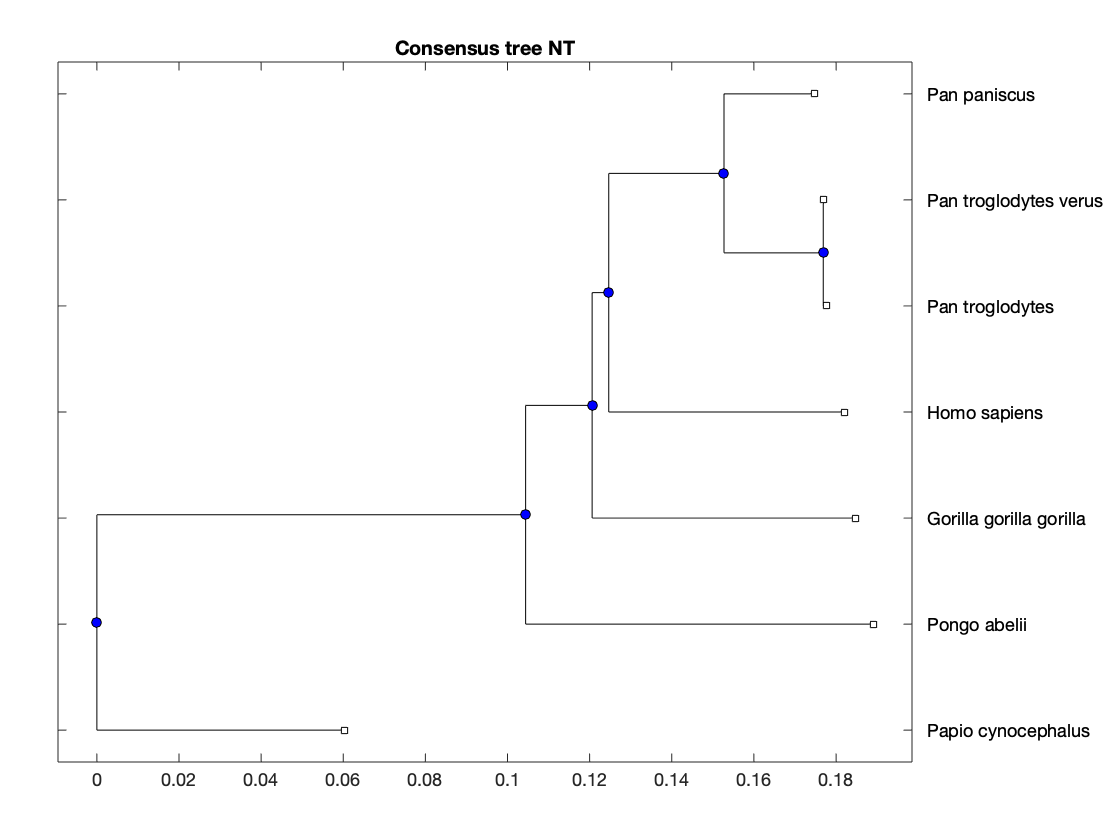 Consensus tree NT
Pan paniscus
Pan troglodytes verus
Pan troglodytes
Homo sapiens
Gorilla gorilla gorilla
Pongo abelii
Papio cynocephalus
0 0.02 0.04 0.06 0.08 0.1 0.12 0.14 0.16 0.18